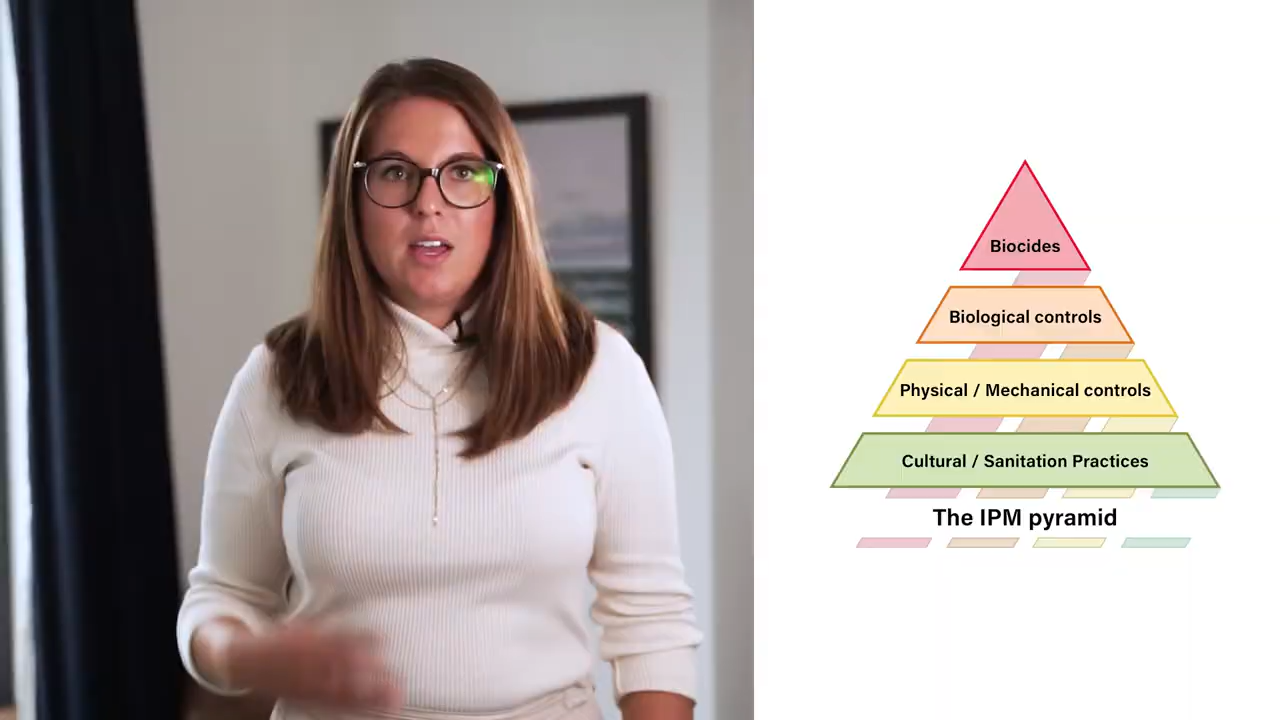 Biocides
Biological controls
Physical / Mechanical controls
Cultural / Sanitation Practices
The IPM pyramid